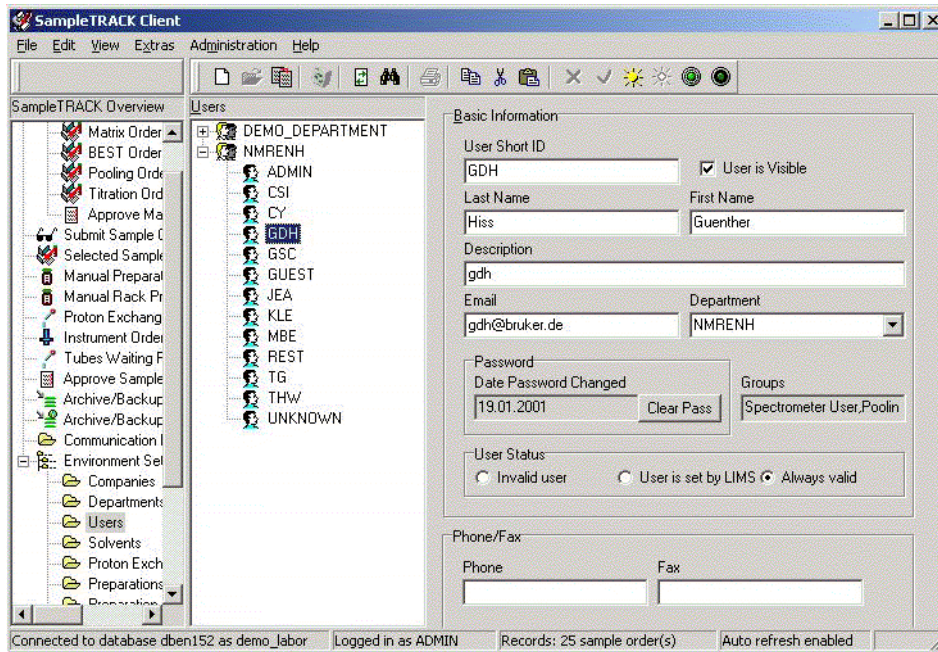 SampleTRACK Client
File Edit View Extras Administration Help
SampleTRACK Overview
Matrix Order
BEST Order
Pooling Orde
Titration Ord
Approve Ma
Submit Sample O
Selected Sample
Manual Preparat
Manual Rack Pr
Proton Exchang
Instrument Order
Tubes Waiting F
Approve Sample
Archive/Backup
Archive/Backup
Communication I
Environment Set
Companies
Departments
Users
Solvents
Proton Exch
Preparations
Preparation
Users
DEMO_DEPARTMENT
NMRENH
ADMIN
CSI
CY
GDH
GSC
GUEST
JEA
KLE
MBE
REST
TG
THW
UNKNOWN
Basic Information
User Short ID
GDH
User is Visible
Last Name First Name
Hiss Guenther
Description
gdh
Email Department
gdh@bruker.de NMRENH
Password
Date Password Changed Groups
19.01.2001 Clear Pass Spectrometer User,Poolin
User Status
Invalid user User is set by LIMS Always valid
Phone/Fax
Phone Fax
Connected to database dben152 as demo_labor Logged in as ADMIN Records: 25 sample order(s) Auto refresh enabled